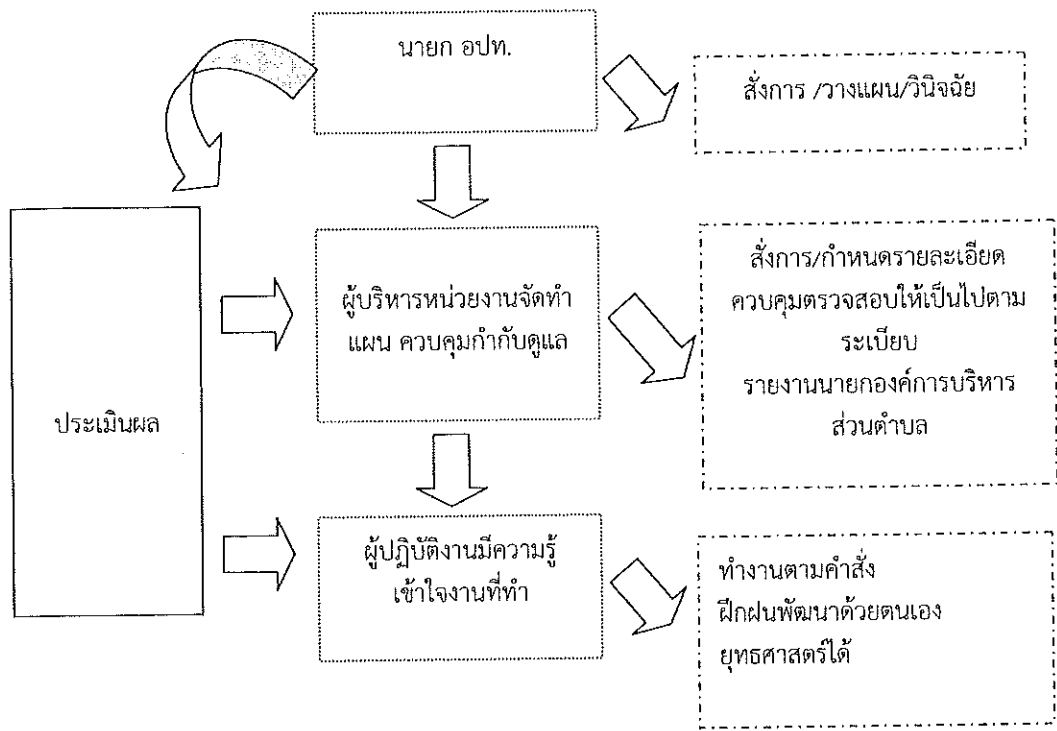 นายก อปท.
สั่งการ /วางแผน/วินิจฉัย
ผู้บริหารหน่วยงานจัดทำ
แผน ควบคุมกำกับดูแล
สั่งการ/กำหนดรายละเอียด
ควบคุมตรวจสอบให้เป็นไปตาม
ระเบียบ
รายงานนายกองค์การบริหาร
ส่วนตำบล
ประเมินผล
ผู้ปฏิบัติงานมีความรู้
เข้าใจงานที่ทำ
ทำงานตามคำสั่ง
ฝึกฝนพัฒนาด้วยตนเอง
ยุทธศาสตร์ได้